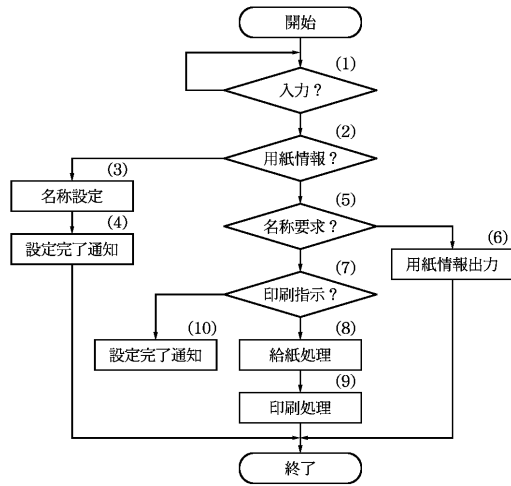 開始
(1)
入力?
(2)
用紙情報?
(3)
名称設定
(4)
設定完了通知
(5)
名称要求?
(6)
用紙情報出力
(7)
印刷指示?
(10)
設定完了通知
(8)
給紙処理
(9)
印刷処理
終了